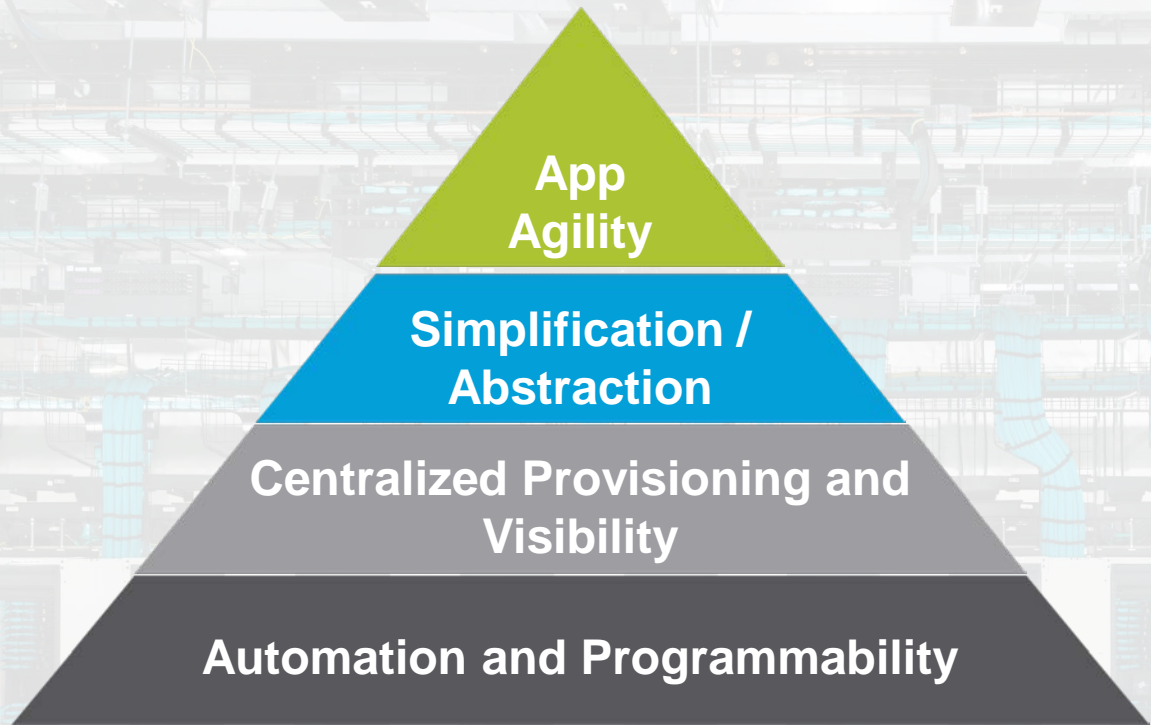 App
Agility
Simplification /
Abstraction
Centralized Provisioning and
Visibility
Automation and Programmability